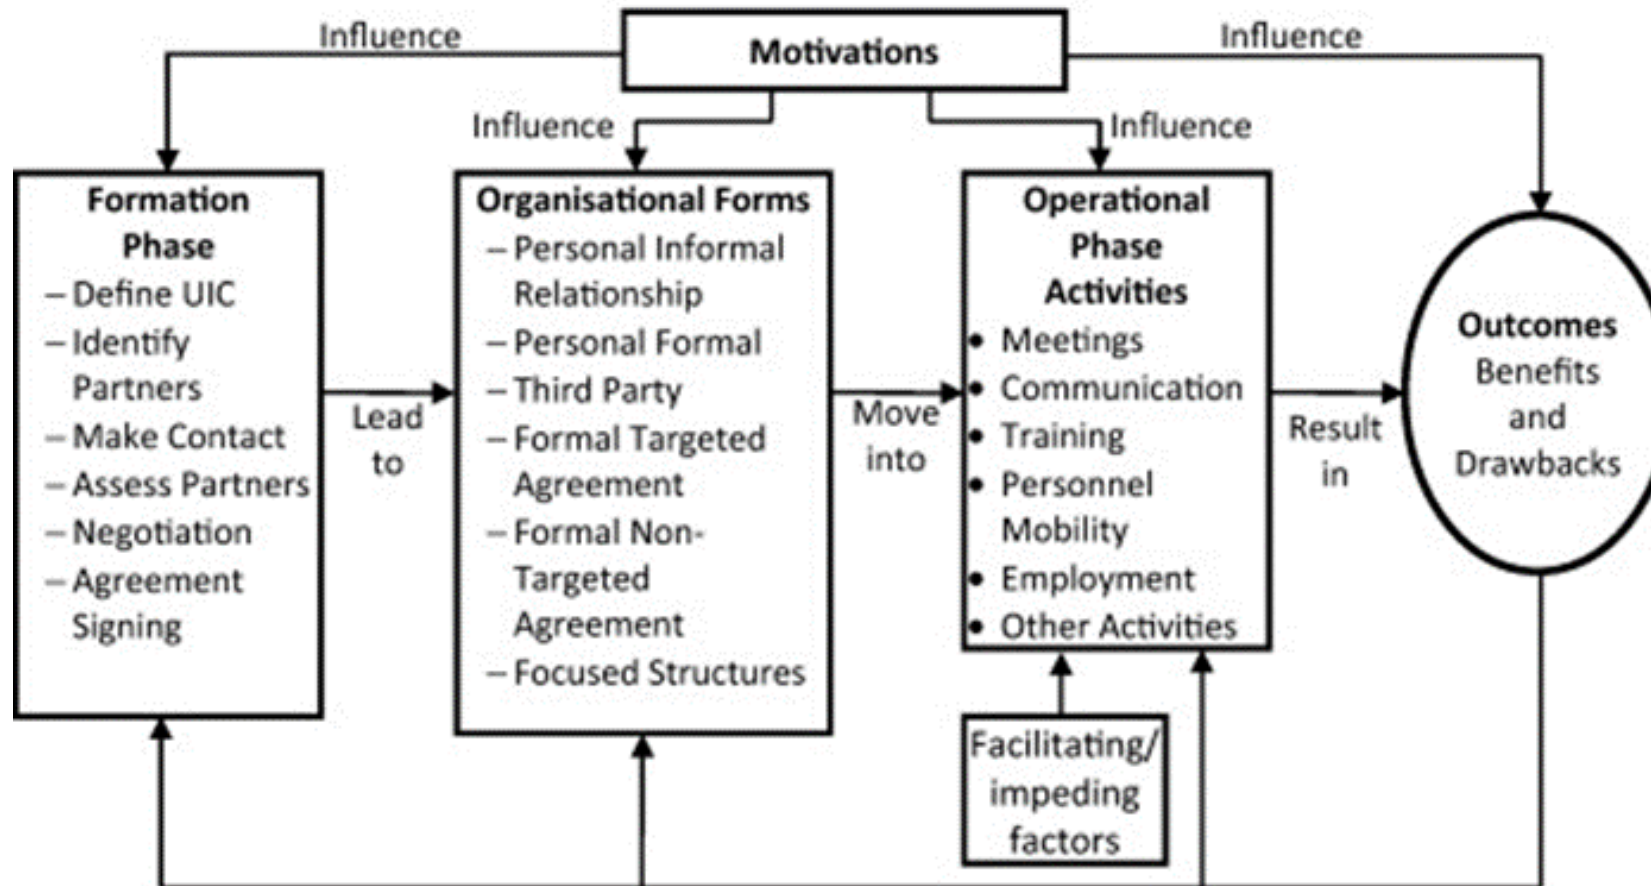 Influence
Motivations
Influence
Influence
Influence
Formation
Phase
– Define UIC
– Identify
Partners
– Make Contact
– Assess Partners
– Negotiation
– Agreement
Signing
Lead
to
Organisational Forms
– Personal Informal
Relationship
– Personal Formal
– Third Party
– Formal Targeted
Agreement
– Formal Non-
Targeted
Agreement
– Focused Structures
Move
into
Operational
Phase
Activities
• Meetings
• Communication
• Training
• Personnel
Mobility
• Employment
• Other Activities
Facilitating/
impeding
factors
Result
in
Outcomes
Benefits
and
Drawbacks